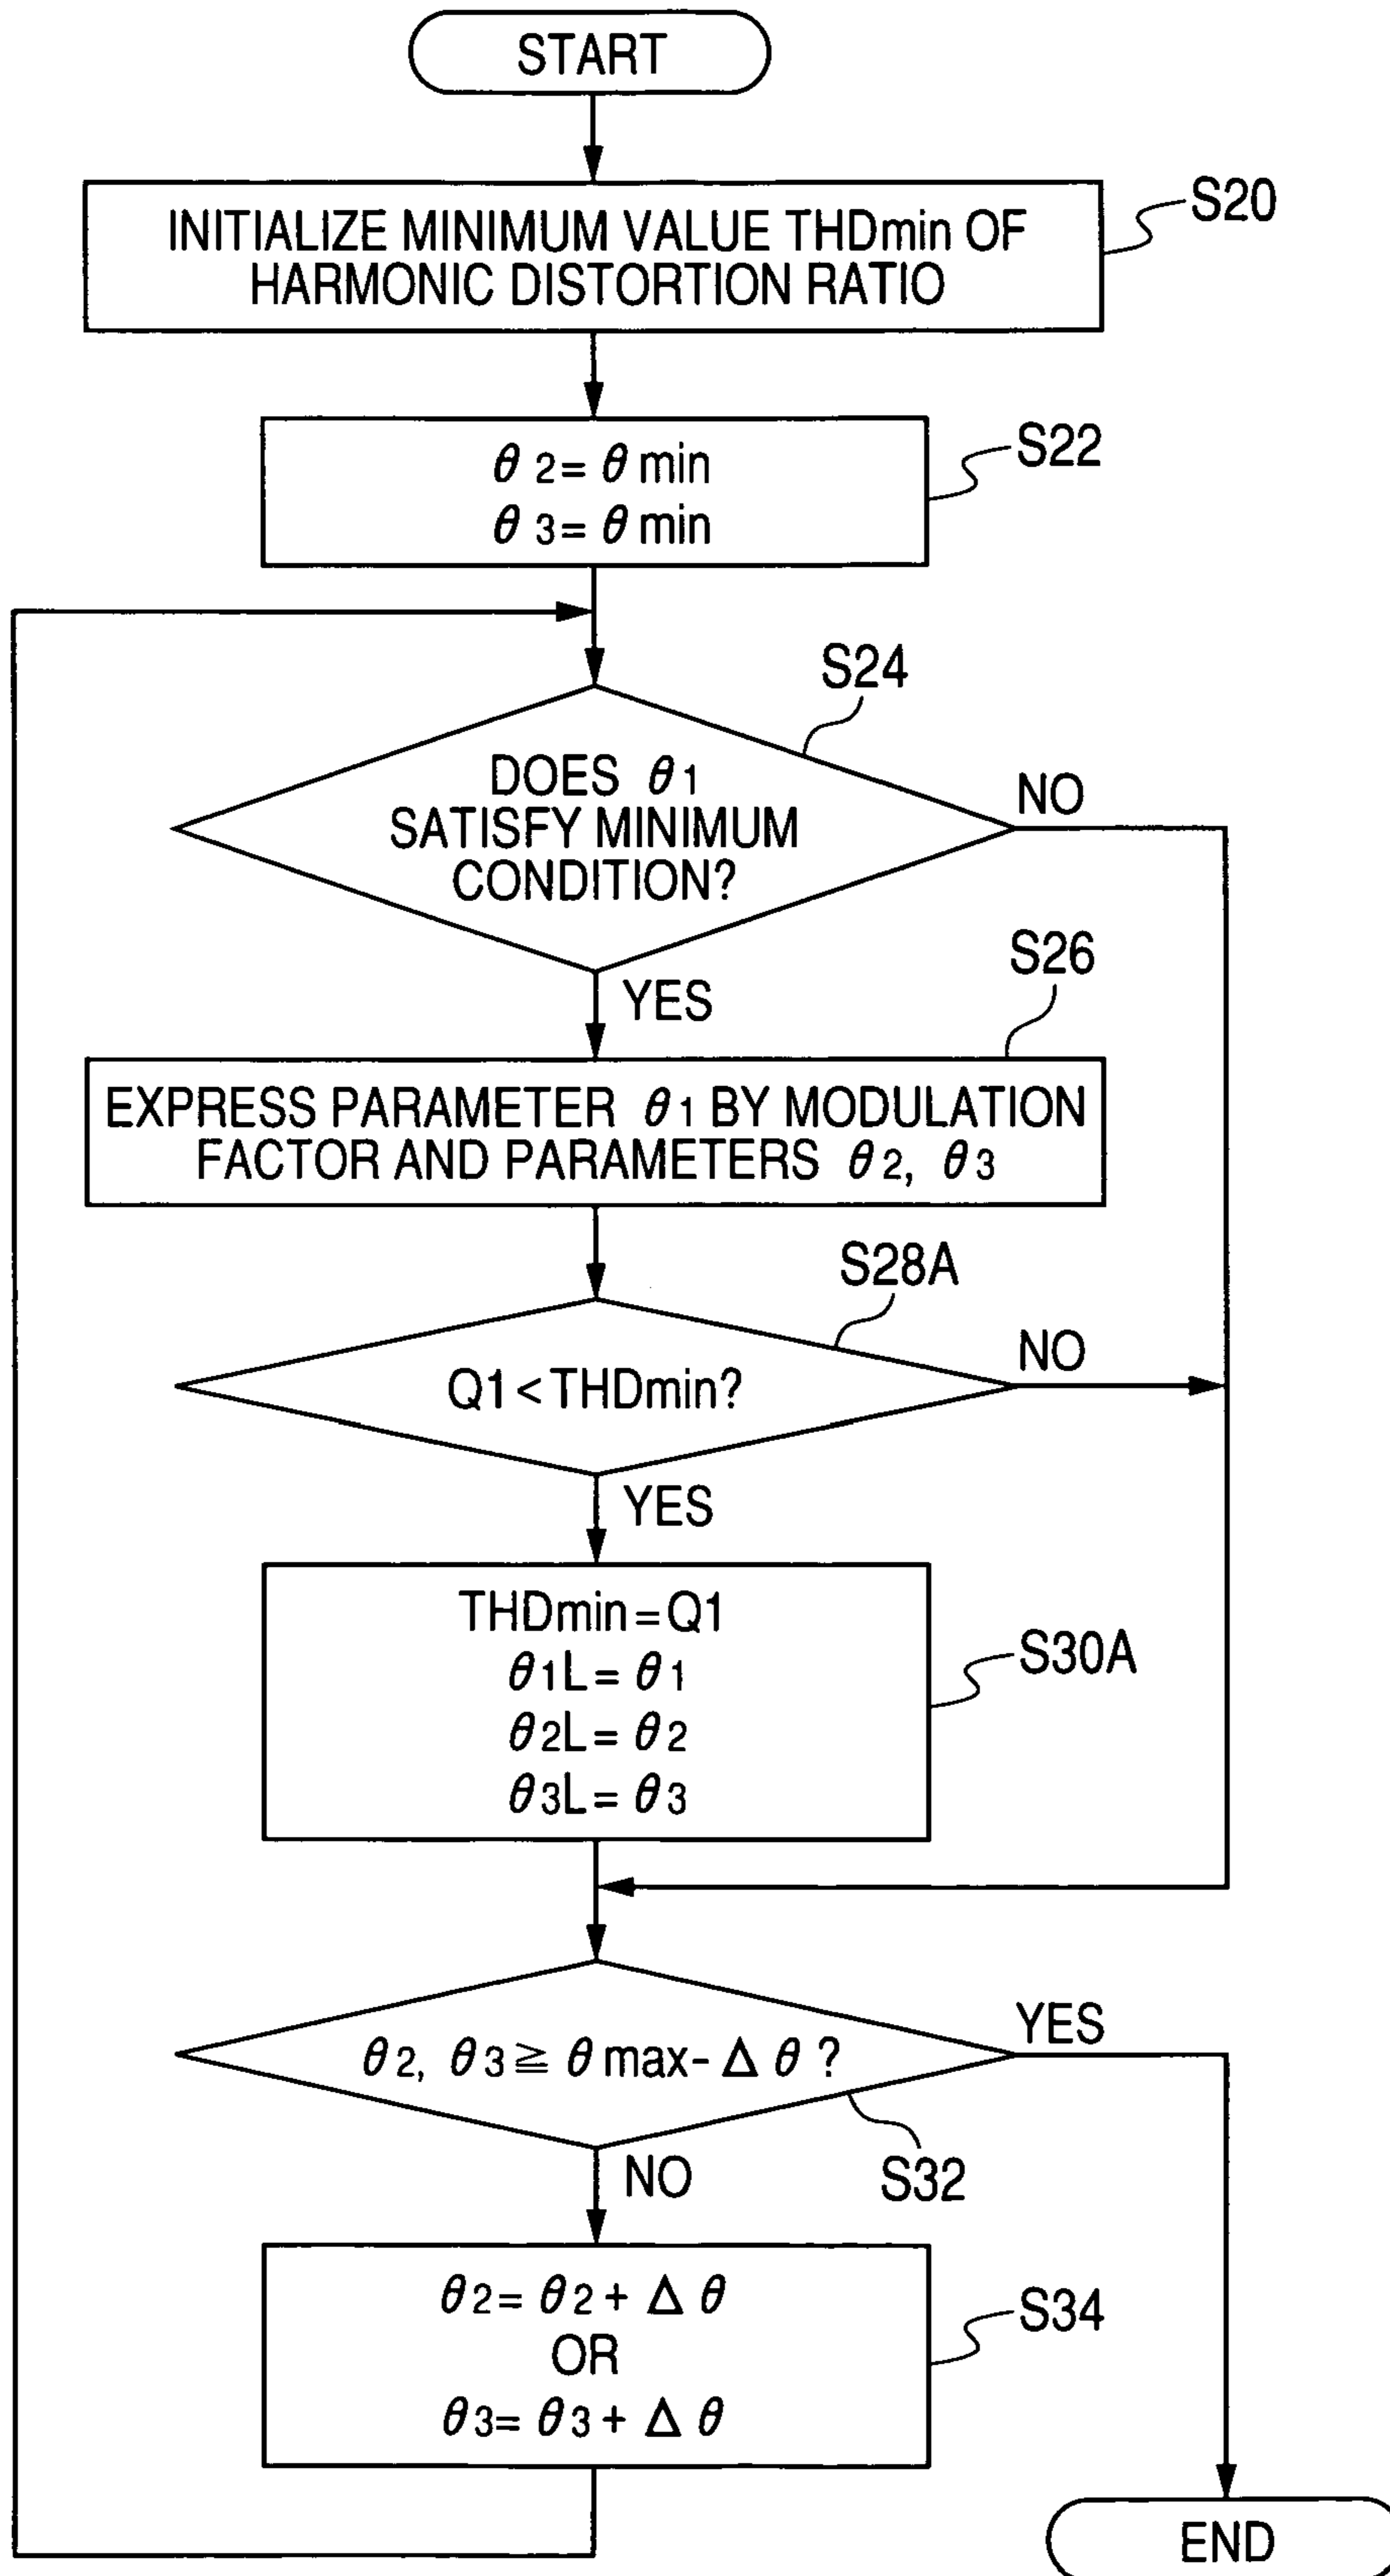 START
INITIALIZE MINIMUM VALUE THDmin OF
HARMONIC DISTORTION RATIO
S20
θ2=θmin
θ3=θmin
S22
S24
DOES θ1
SATISFY MINIMUM
CONDITION?
NO
YES
S26
EXPRESS PARAMETER θ1 BY MODULATION
FACTOR AND PARAMETERS θ2, θ3
S28A
Q1<THDmin?
NO
YES
THDmin=Q1
θ1L=θ1
θ2L=θ2
θ3L=θ3
S30A
θ2, θ3≧θmax-Δθ?
YES
NO
S32
θ2=θ2+Δθ
OR
θ3=θ3+Δθ
S34
END